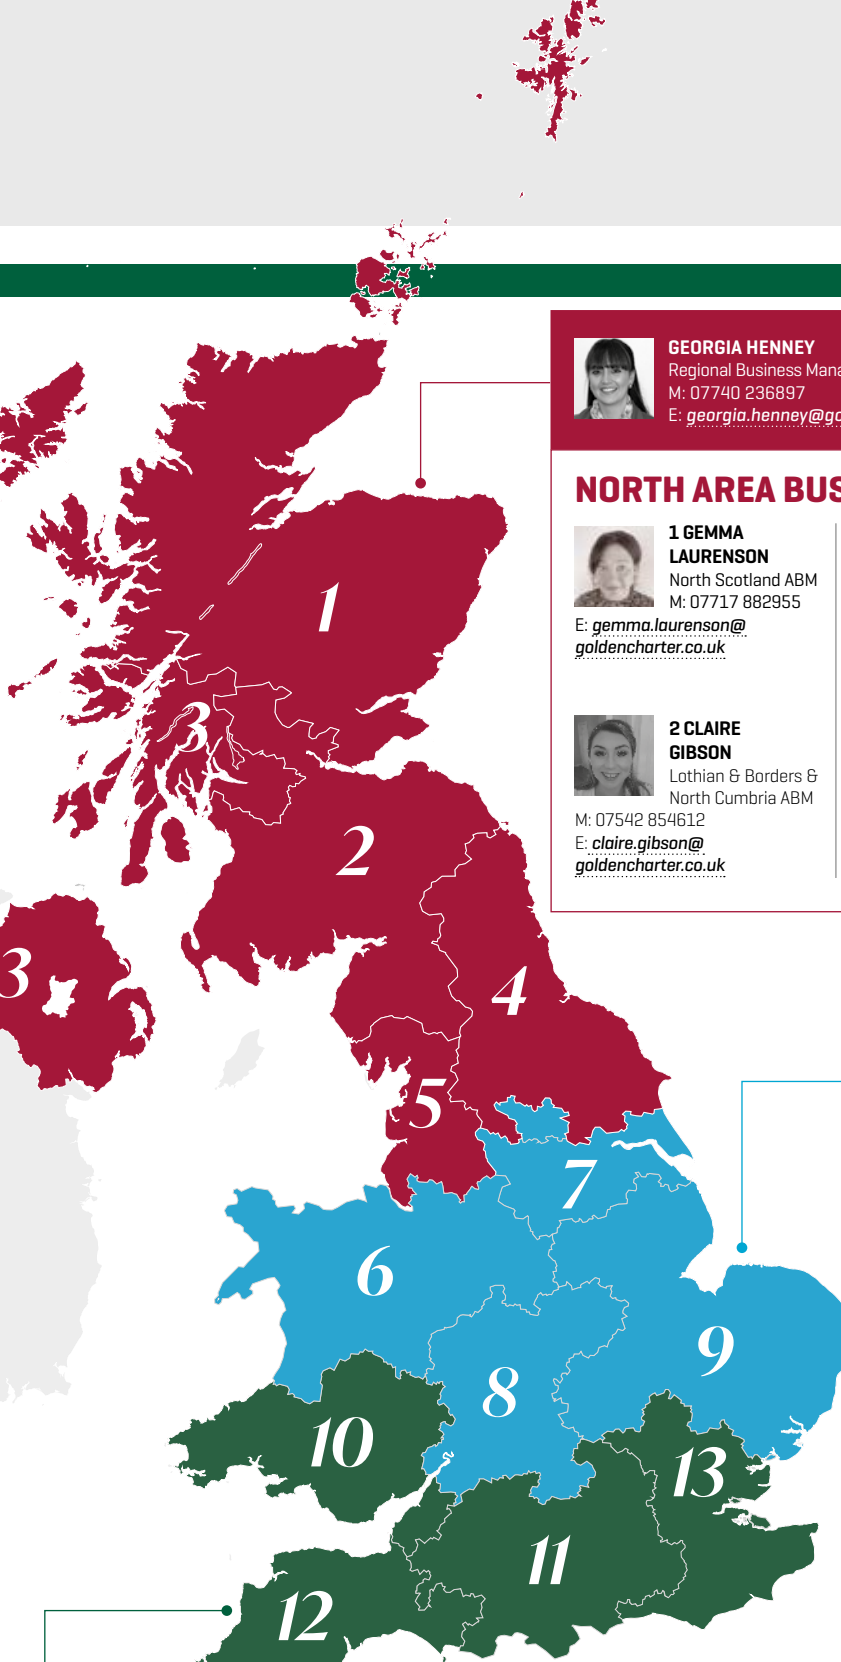 GEORGIA HENNEY
Regional Business Mana
M: 07740 236897
E: georgia.henney@go
NORTH AREA BUS
1 GEMMA
LAURENSON
North Scotland ABM
M: 07717 882955
E: gemma.laurenson@
goldencharter.co.uk
2 CLAIRE
GIBSON
Lothian & Borders &
North Cumbria ABM
M: 07542 854612
E: claire.gibson@
goldencharter.co.uk
1
3
2
3
4
5
7
6
9
8
10
13
11
12